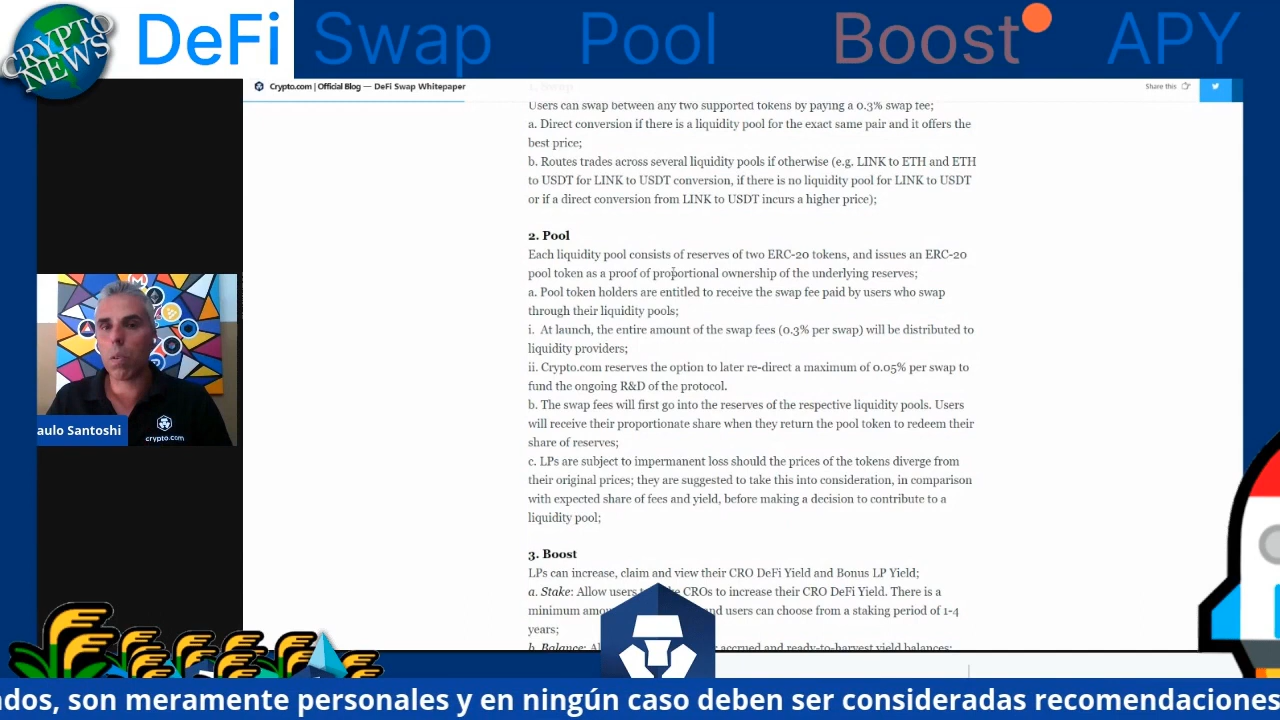 CRYPTO
NEWS
DeFi Swap Pool Boost APY
Crypto.com | Official Blog — DeFi Swap Whitepaper
Share this
Users can swap between any two supported tokens by paying a 0.3% swap fee;
a. Direct conversion if there is a liquidity pool for the exact same pair and it offers the
best price;
b. Routes trades across several liquidity pools if otherwise (e.g. LINK to ETH and ETH
to USDT for LINK to USDT conversion, if there is no liquidity pool for LINK to USDT
or if a direct conversion from LINK to USDT incurs a higher price);
2. Pool
Each liquidity pool consists of reserves of two ERC-20 tokens, and issues an ERC-20
pool token as a proof of proportional ownership of the underlying reserves;
a. Pool token holders are entitled to receive the swap fee paid by users who swap
through their liquidity pools;
i. At launch, the entire amount of the swap fees (0.3% per swap) will be distributed to
liquidity providers;
ii. Crypto.com reserves the option to later re-direct a maximum of 0.05% per swap to
fund the ongoing R&D of the protocol.
b. The swap fees will first go into the reserves of the respective liquidity pools. Users
will receive their proportionate share when they return the pool token to redeem their
share of reserves;
c. LPs are subject to impermanent loss should the prices of the tokens diverge from
their original prices; they are suggested to take this into consideration, in comparison
with expected share of fees and yield, before making a decision to contribute to a
liquidity pool;
3. Boost
LPs can increase, claim and view their CRO DeFi Yield and Bonus LP Yield;
a. Stake: Allow users CROs to increase their CRO DeFi Yield. There is a
minimum and users can choose from a staking period of 1-4
years;
b. Balance: accrued and ready-to-harvest yield balances;
crypto.com
aulo Santoshi
ados, son meramente personales y en ningún caso deben ser consideradas recomendaciones